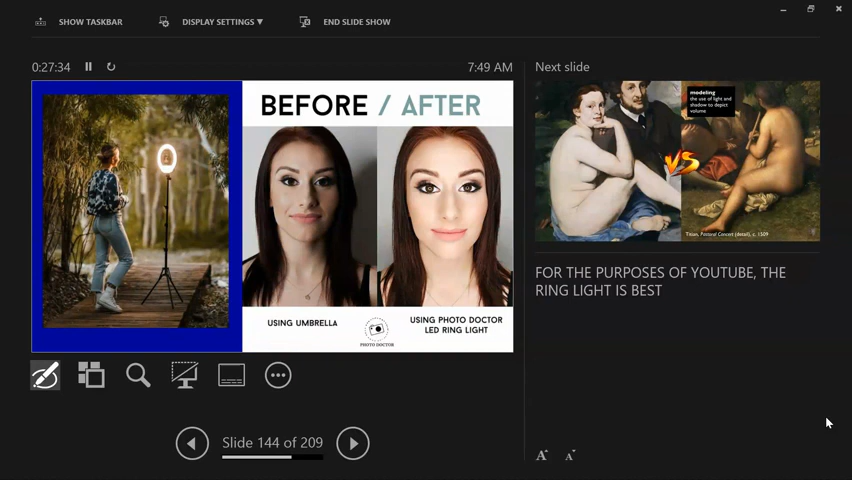 SHOW TASKBAR
DISPLAY SETTINGS ▼
END SLIDE SHOW
0:27:34
7:49 AM
BEFORE / AFTER
USING UMBRELLA
PHOTO DOCTOR
USING PHOTO DOCTOR
LED RING LIGHT
Slide 144 of 209
Next slide
modeling
the use of light and
shadow to depict
volume
VS
Titian, Pastoral Concert (detail), c. 1509
FOR THE PURPOSES OF YOUTUBE, THE
RING LIGHT IS BEST
A
A